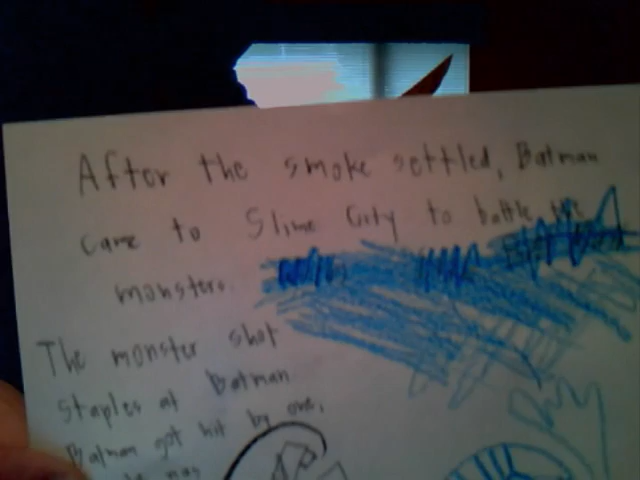 After the smoke settled, Batman
came to Slime City to battle the
monsters.
The monster shot
Staples at Batman
Batman got hit by one.